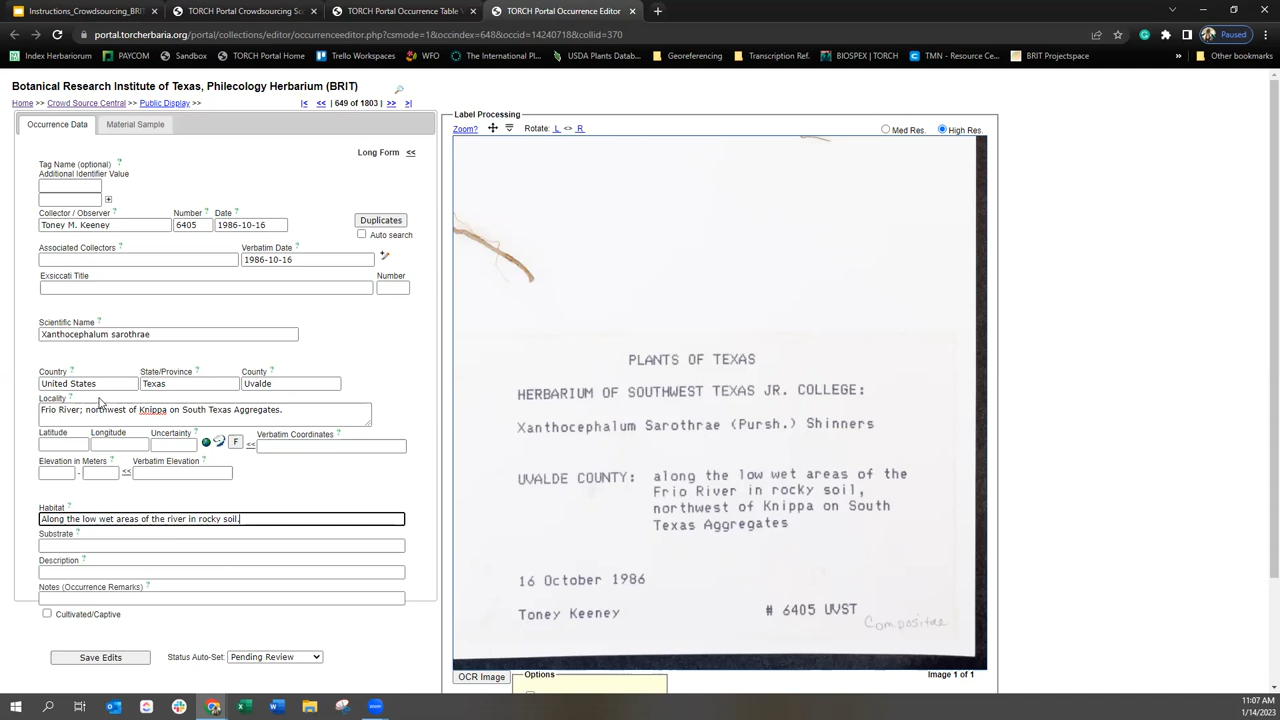 Instructions_Crowdsourcing_BRIT
TORCH Portal Crowdsourcing Sc
TORCH Portal Occurrence Table
TORCH Portal Occurrence Editor
portal.torcherbaria.org/portal/collections/editor/occurrenceeditor.php?csmode=1&occindex=648&occid=14240718&collid=370
Paused
Index Herbarium
PAYCOM
Sandbox
TORCH Portal Home
Trello Workspaces
WFO
The International Pl...
USDA Plants Datab...
Georeferencing
Transcription Ref.
BIOSPEX | TORCH
TMN - Resource Ce...
BRIT Projectspace
»
Other bookmarks
Botanical Research Institute of Texas, Philecology Herbarium (BRIT)
Home >> Crowd Source Central >> Public Display >>
|< << | 649 of 1803 | >> >|
Occurrence Data
Material Sample
Long Form <<
Tag Name (optional) ?
Additional Identifier Value
Collector / Observer ? Number ? Date ?
Toney M. Keeney 6405 1986-10-16
Duplicates
Auto search
Associated Collectors ? Verbatim Date ?
1986-10-16
Exsiccati Title Number
Scientific Name ?
Xanthocephalum sarothrae
Country ? State/Province ? County ?
United States Texas Uvalde
Locality ?
Frio River; northwest of Knippa on South Texas Aggregates.
Latitude Longitude Uncertainty ? F << Verbatim Coordinates ?
Elevation in Meters ? - << Verbatim Elevation ?
Habitat ?
Along the low wet areas of the river in rocky soil.
Substrate ?
Description ?
Notes (Occurrence Remarks) ?
Cultivated/Captive
Save Edits
Status Auto-Set: Pending Review
Label Processing
Zoom? Rotate: L <> R
Med Res. High Res.
PLANTS OF TEXAS
HERBARIUM OF SOUTHWEST TEXAS JR. COLLEGE:
Xanthocephalum Sarothrae (Pursh.) Shinners
UVALDE COUNTY: along the low wet areas of the
Frio River in rocky soil,
northwest of Knippa on South
Texas Aggregates
16 October 1986
Toney Keeney # 6405 UVST
Compositae
OCR Image
Options
Image 1 of 1
11:07 AM
1/14/2023